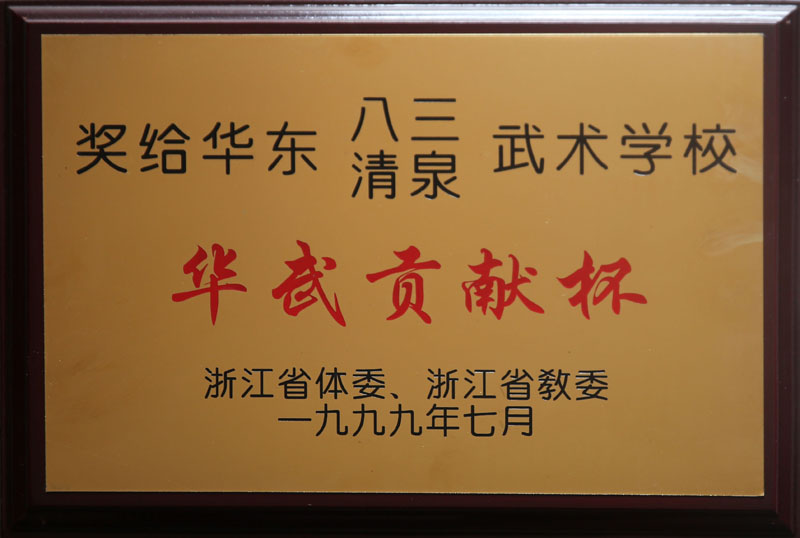 奖给华东 八三 武术学校
清泉
华武贡献杯
浙江省体委、浙江省教委
一九九九年七月